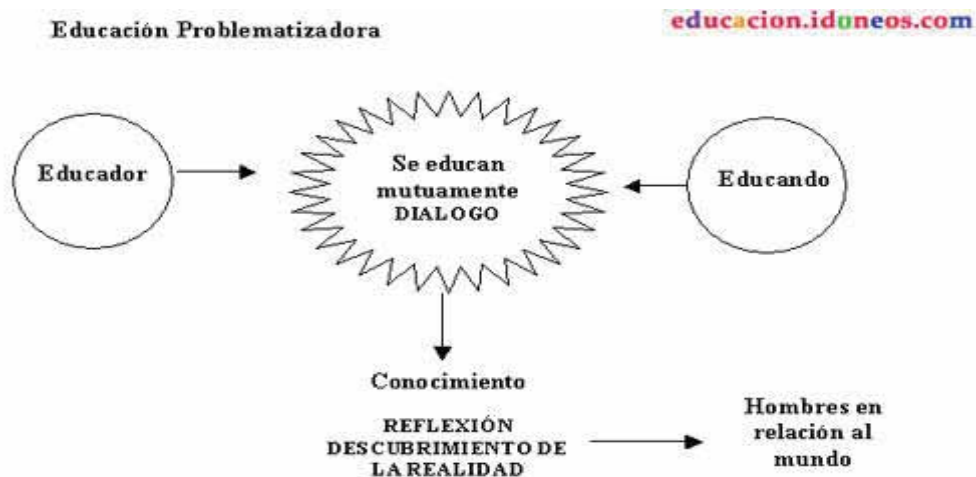 Educación Problematizadora
educacion.idoneos.com
Educador
Se educan
mutuamente
DIALOGO
Educando
Conocimiento
REFLEXIÓN
DESCUBRIMIENTO DE
LA REALIDAD
Hombres en
relación al
mundo